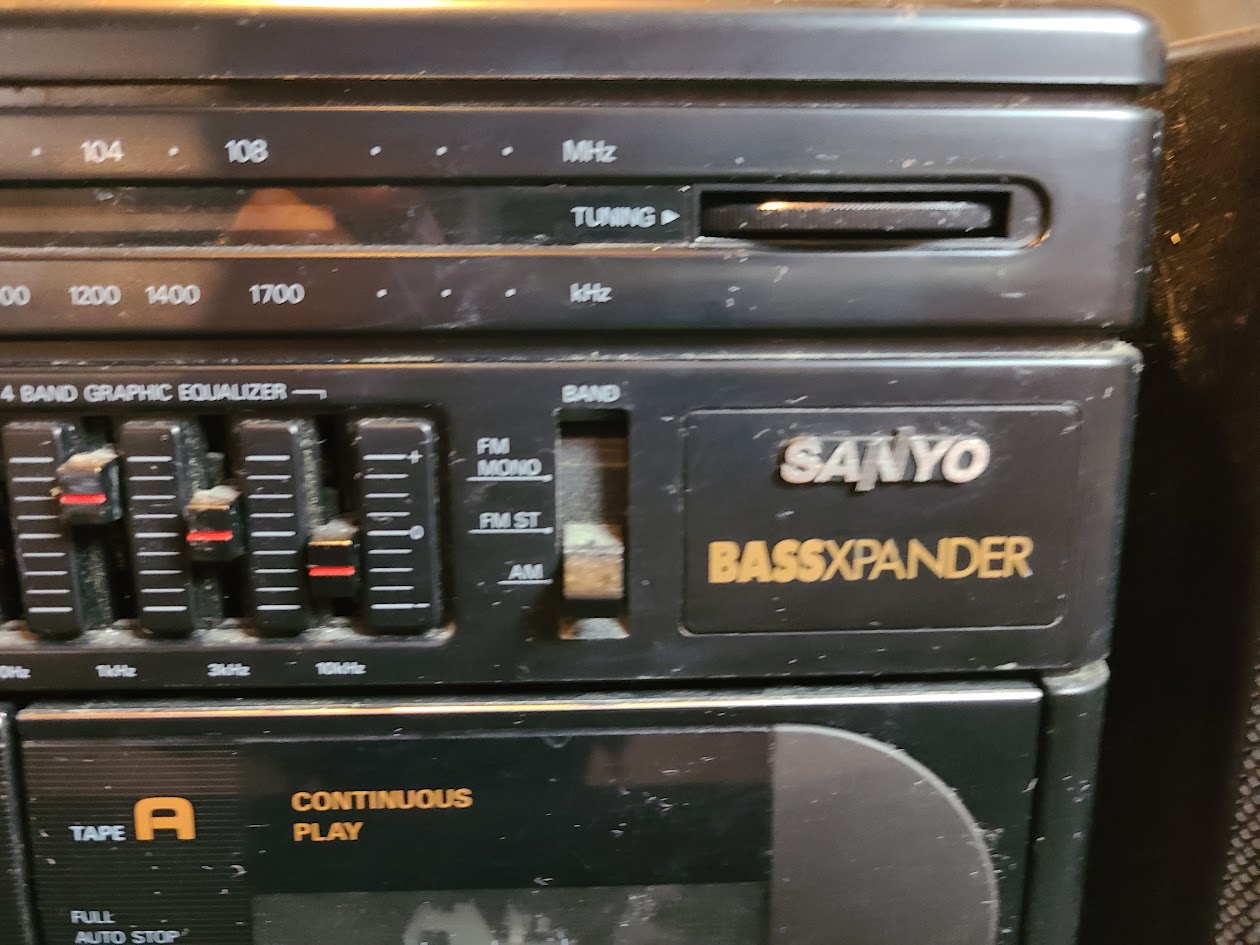 104 108 MHz
TUNING
1200 1400 1700 kHz
4 BAND GRAPHIC EQUALIZER
BAND
+
0
−
FM
MONO
FM ST
AM
SANYO
BASSXPANDER
1kHz 3kHz 10kHz
TAPE A
CONTINUOUS
PLAY
FULL
AUTO STOP